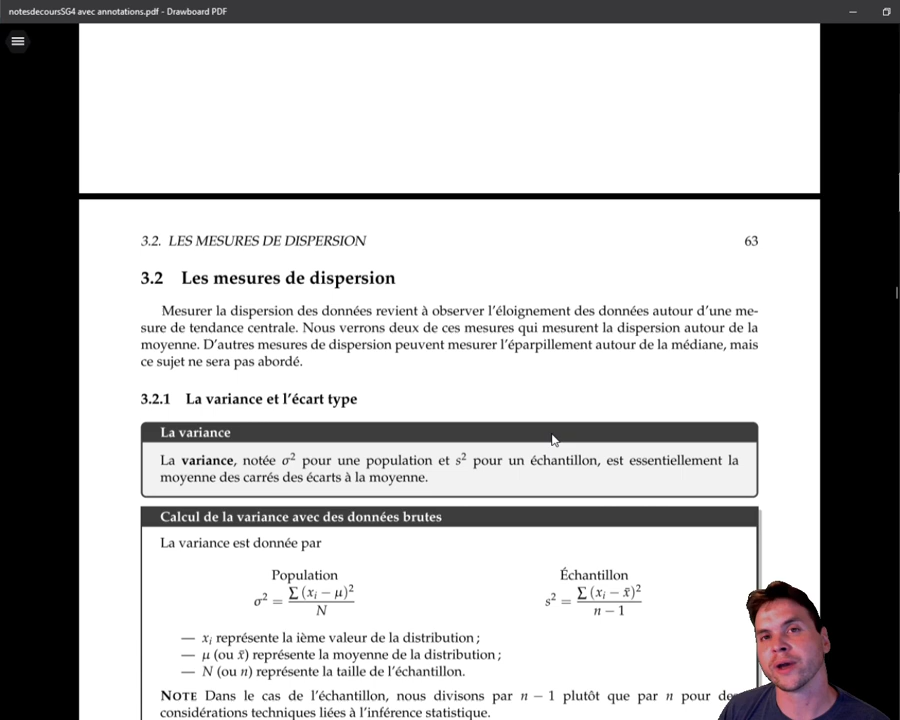 notesdecoursSG4 avec annotations.pdf - Drawboard PDF
3.2. LES MESURES DE DISPERSION 63
3.2 Les mesures de dispersion
Mesurer la dispersion des données revient à observer l'éloignement des données autour d'une me-
sure de tendance centrale. Nous verrons deux de ces mesures qui mesurent la dispersion autour de la
moyenne. D'autres mesures de dispersion peuvent mesurer l'éparpillement autour de la médiane, mais
ce sujet ne sera pas abordé.
3.2.1 La variance et l'écart type
La variance
La variance, notée σ² pour une population et s² pour un échantillon, est essentiellement la
moyenne des carrés des écarts à la moyenne.
Calcul de la variance avec des données brutes
La variance est donnée par
Population Échantillon
σ² = ∑(xᵢ − μ)² / N s² = ∑(xᵢ − x̄)² / n − 1
— xᵢ représente la ième valeur de la distribution ;
— μ (ou x̄) représente la moyenne de la distribution ;
— N (ou n) représente la taille de l'échantillon.
NOTE Dans le cas de l'échantillon, nous divisons par n − 1 plutôt que par n pour
considérations techniques liées à l'inférence statistique.